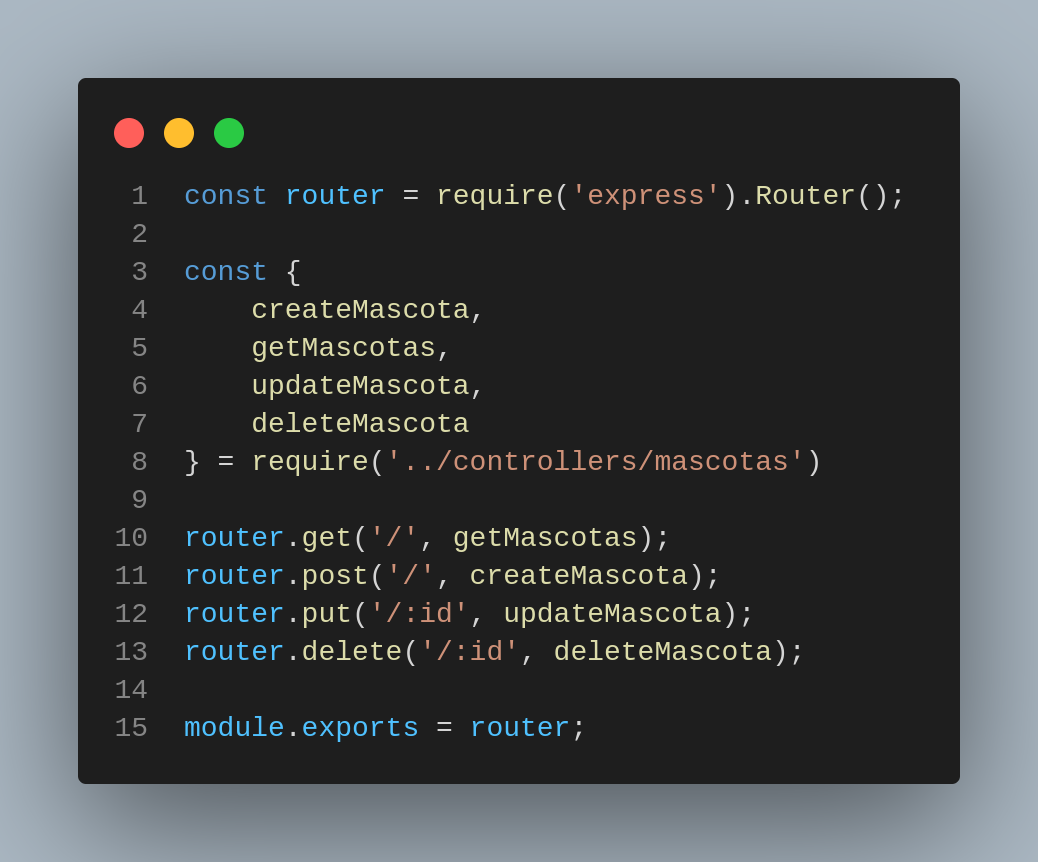 1 const router = require('express').Router();
2
3 const {
4     createMascota,
5     getMascotas,
6     updateMascota,
7     deleteMascota
8 } = require('../controllers/mascotas')
9
10 router.get('/', getMascotas);
11 router.post('/', createMascota);
12 router.put('/:id', updateMascota);
13 router.delete('/:id', deleteMascota);
14
15 module.exports = router;